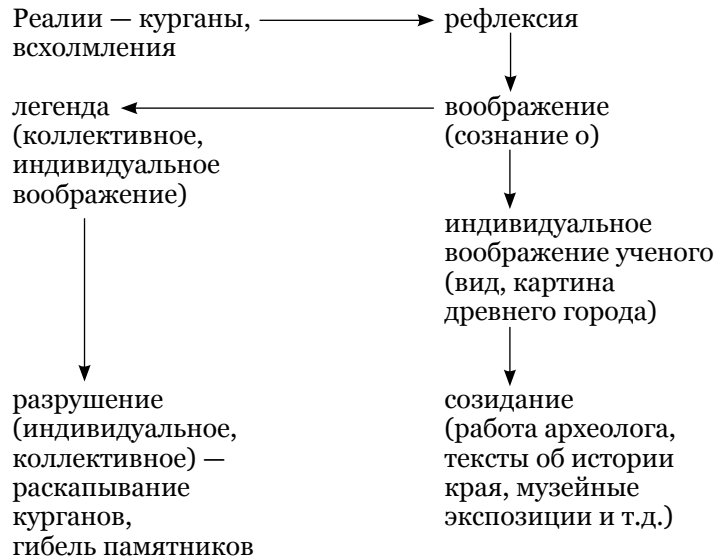 Реалии — курганы,
всхолмления
рефлексия
легенда
(коллективное,
индивидуальное
воображение)
воображение
(сознание о)
индивидуальное
воображение ученого
(вид, картина
древнего города)
разрушение
(индивидуальное,
коллективное) —
раскапывание
курганов,
гибель памятников
созидание
(работа археолога,
тексты об истории
края, музейные
экспозиции и т.д.)